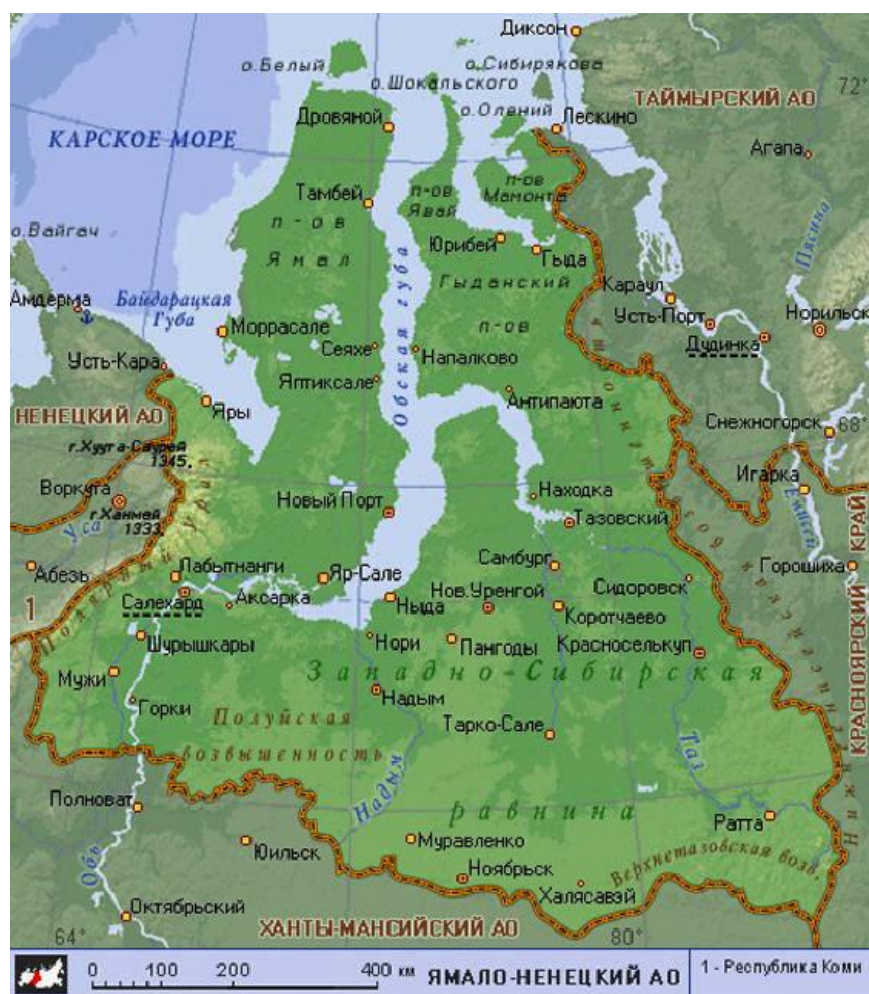 Диксон
о.Белый
о.Сибирякова
о.Шокальского
72°
ТАЙМЫРСКИЙ АО
о.Олений
Дровяной
Лескино
КАРСКОЕ МОРЕ
Агапа
Тамбей
п-ов
Мамонта
п-ов
Явай
п-ов
Ямал
о.Вайгач
Юрибей
Гыда
Пясина
Гыданский
п-ов
Караул
Амдерма
Байдарацкая
Губа
Усть-Порт
Норильск
Моррасале
Обская губа
Дудинка
Сеяхе
Напалково
Усть-Кара
Яптиксале
Антипаюта
Яры
НЕНЕЦКИЙ АО
Снежногорск
68°
г.Хуута-Саурей
1345.
Игарка
Воркута
г.Ханмей
1333.
Новый Порт
Находка
Енисей
Тазовский
Уса
Полярный Урал
Лабытнанги
Самбург
Абезь
Яр-Сале
Сидоровск
Горошиха
КРАСНОЯРСКИЙ КРАЙ
Салехард
Аксарка
Ныда
Нов.Уренгой
Коротчаево
1
Шурышкары
Нори
Пангоды
Красноселькуп
Западно-Сибирская
равнина
Мужи
Надым
Горки
Полуйская
возвышенность
Тарко-Сале
Таз
Надым
Полноват
Ратта
Муравленко
Юильск
Обь
Ноябрьск
Верхнетазовская возв.
Халясавэй
Октябрьский
ХАНТЫ-МАНСИЙСКИЙ АО
64°
80°
0 100 200 400 км
ЯМАЛО-НЕНЕЦКИЙ АО
1 - Республика Коми